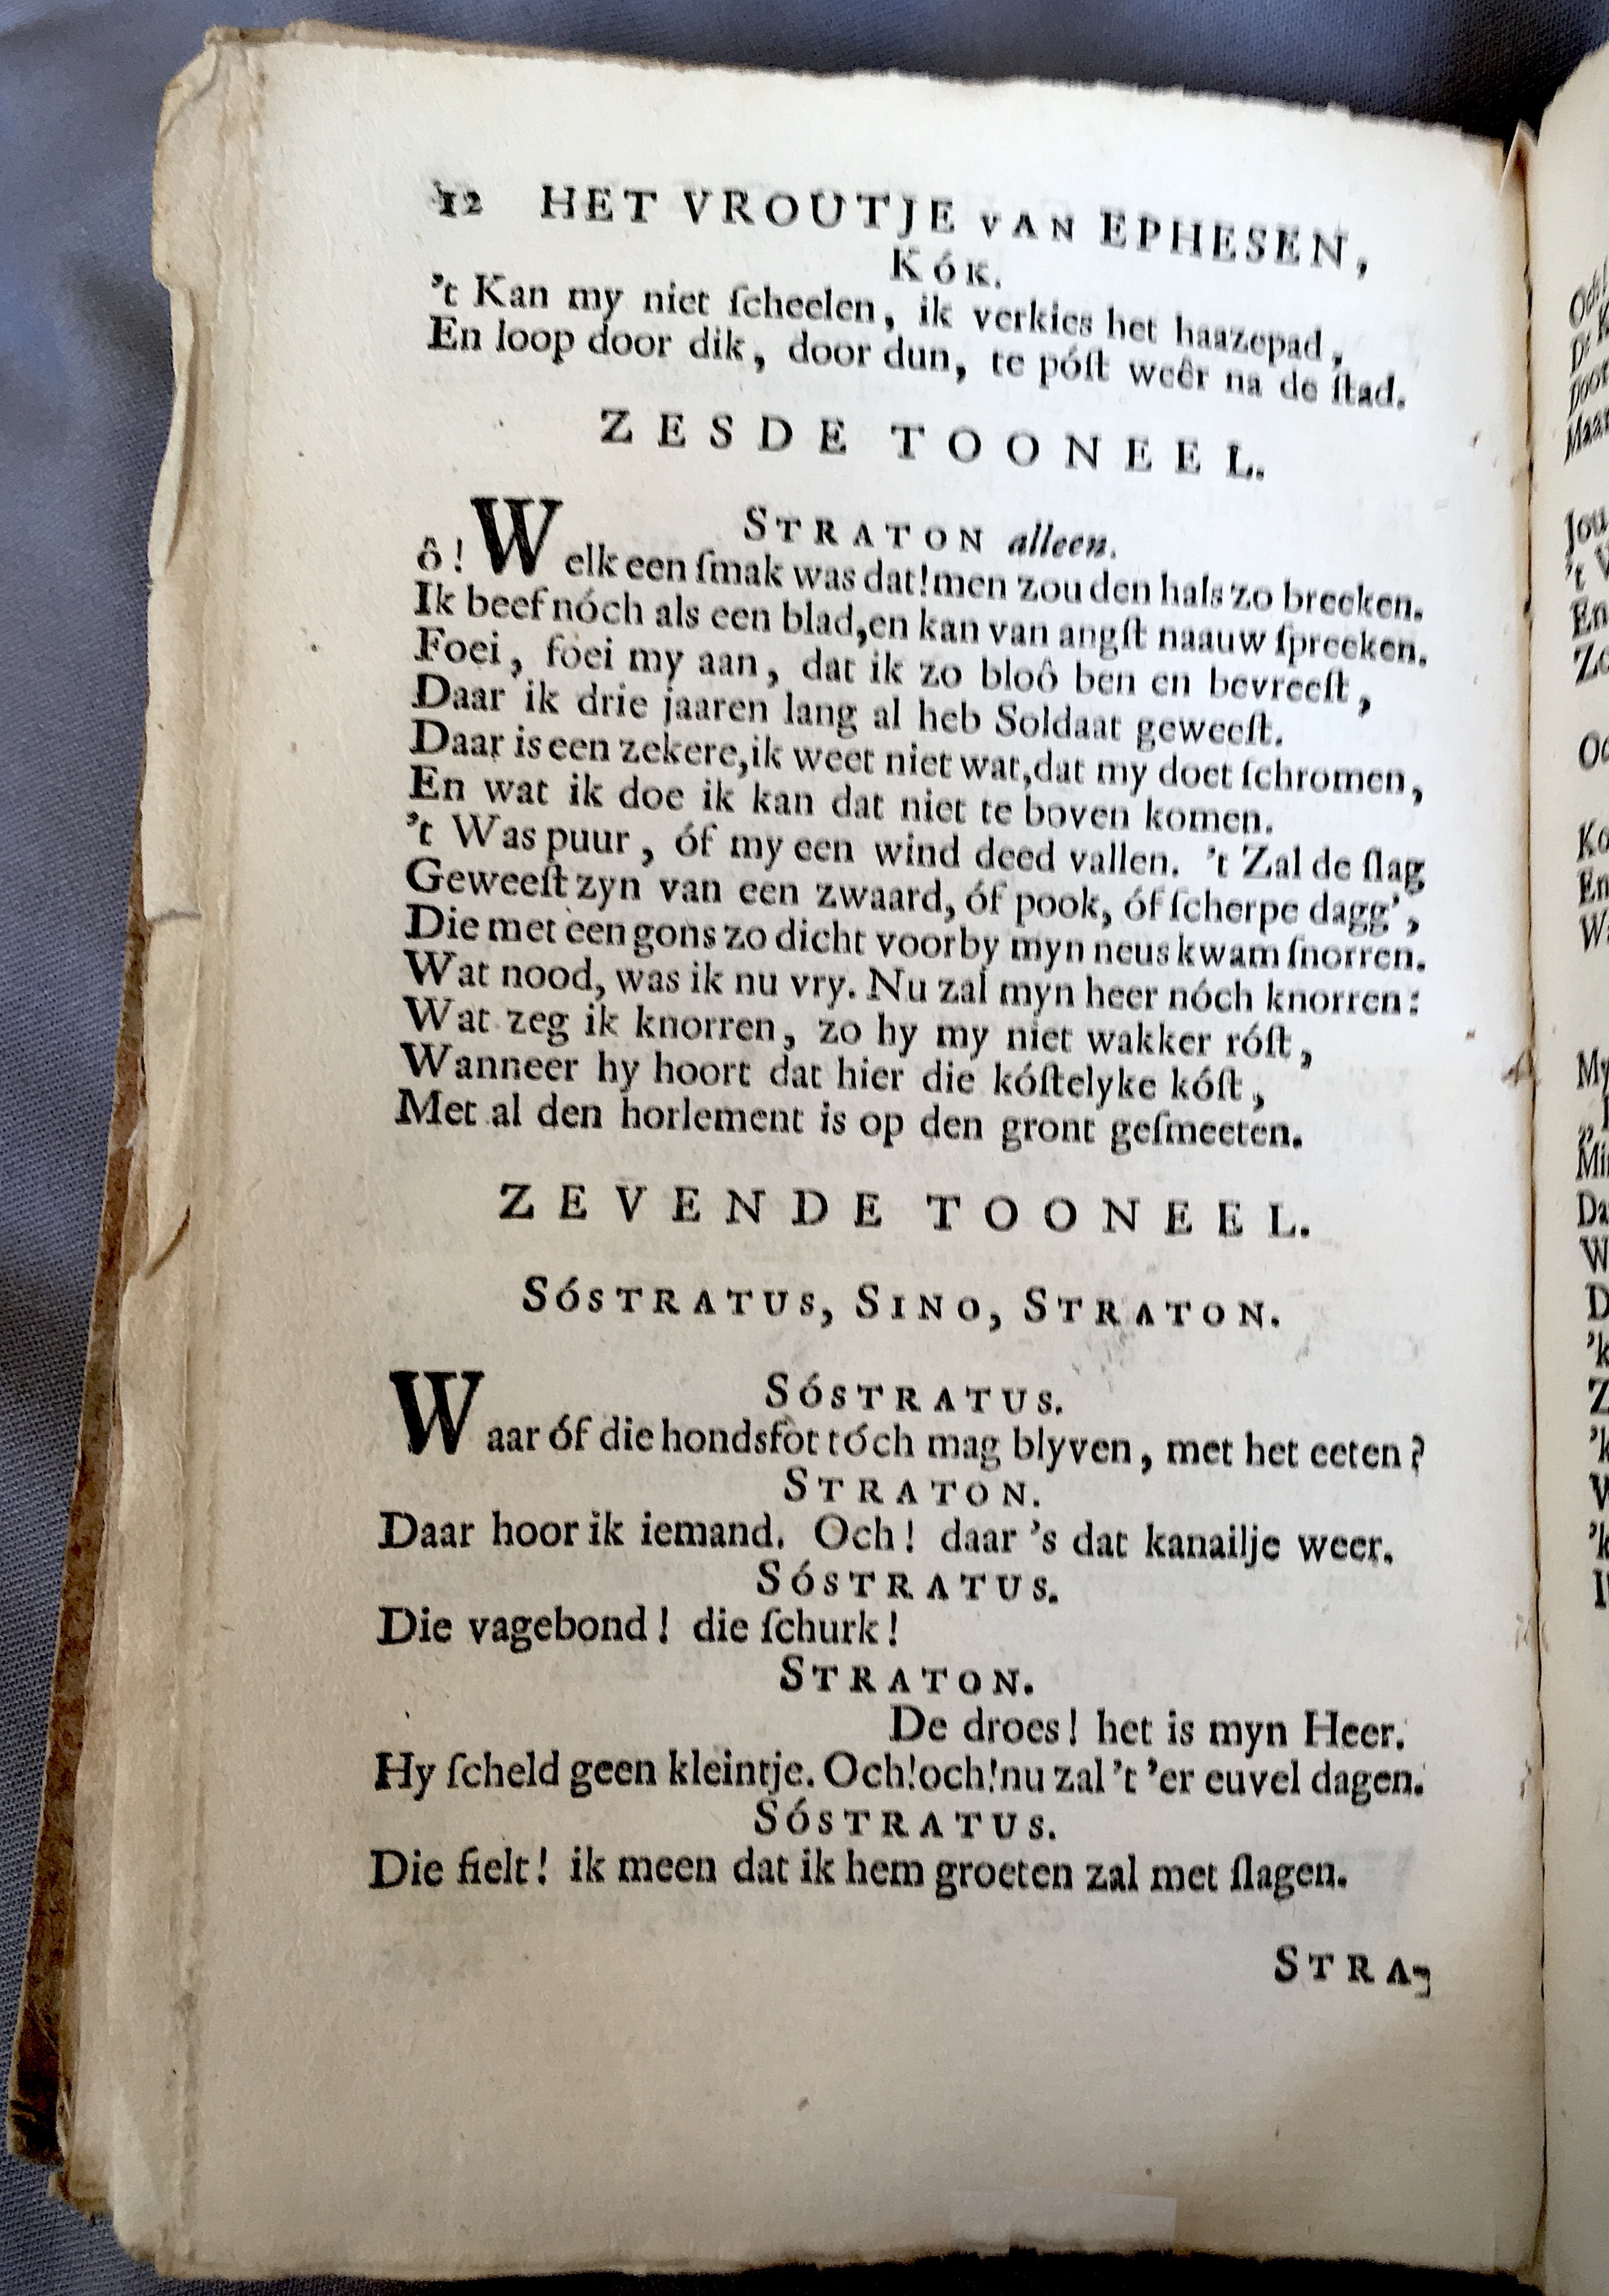 12 HET VROUTJE VAN EPHESEN,
KóK.
't Kan my niet ſcheelen, ik verkies het haazepad,
En loop door dik, door dun, te póſt weêr na de ſtad.
ZESDE TOONEEL.
STRATON alleen.
ô! Welk een ſmak was dat! men zou den hals zo breeken.
Ik beef nóch als een blad, en kan van angſt naauw ſpreeken.
Foei, foei my aan, dat ik zo bloô ben en bevreeſt,
Daar ik drie jaaren lang al heb Soldaat geweeſt.
Daar is een zekere, ik weet niet wat, dat my doet ſchromen,
En wat ik doe ik kan dat niet te boven komen.
't Was puur, óf my een wind deed vallen. 't Zal de ſlag
Geweeſt zyn van een zwaard, óf pook, óf ſcherpe dagg',
Die met een gons zo dicht voorby myn neus kwam ſnorren.
Wat nood, was ik nu vry. Nu zal myn heer nóch knorren:
Wat zeg ik knorren, zo hy my niet wakker róſt,
Wanneer hy hoort dat hier die kóſtelyke kóſt,
Met al den horlement is op den gront geſmeeten.
ZEVENDE TOONEEL.
SóSTRATUS, SINO, STRATON.
SóSTRATUS.
Waar óf die hondsfot tóch mag blyven, met het eeten?
STRATON.
Daar hoor ik iemand. Och! daar 's dat kanailje weer.
SóSTRATUS.
Die vagebond! die ſchurk!
STRATON.
De droes! het is myn Heer.
Hy ſcheld geen kleintje. Och! och! nu zal 't 'er euvel dagen.
SóSTRATUS.
Die fielt! ik meen dat ik hem groeten zal met ſlagen.
STRA-